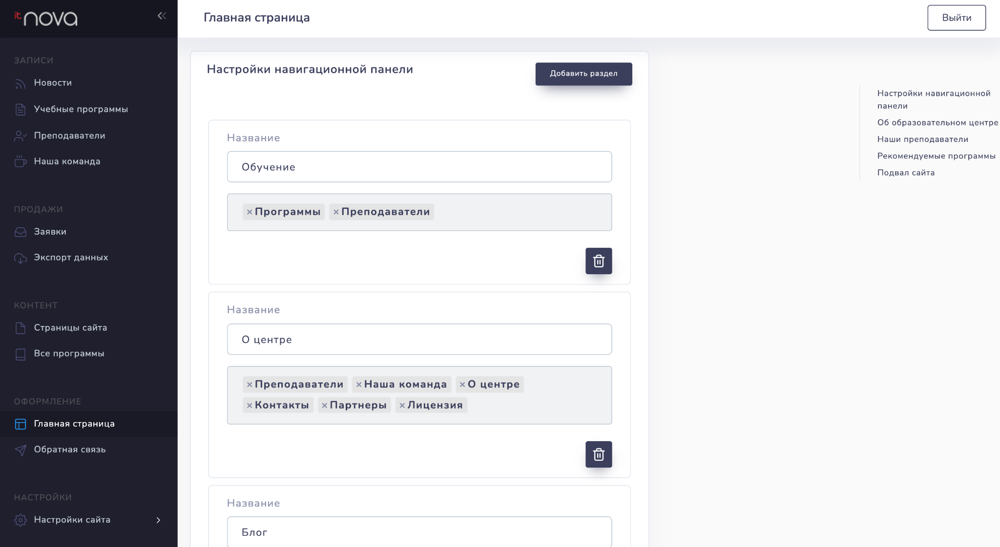 it nova
ЗАПИСИ
Новости
Учебные программы
Преподаватели
Наша команда
ПРОДАЖИ
Заявки
Экспорт данных
КОНТЕНТ
Страницы сайта
Все программы
ОФОРМЛЕНИЕ
Главная страница
Обратная связь
НАСТРОЙКИ
Настройки сайта
Главная страница
Выйти
Настройки навигационной панели
Добавить раздел
Название
Обучение
× Программы × Преподаватели
Название
О центре
× Преподаватели × Наша команда × О центре
× Контакты × Партнеры × Лицензия
Название
Блог
Настройки навигационной
панели
Об образовательном центре
Наши преподаватели
Рекомендуемые программы
Подвал сайта